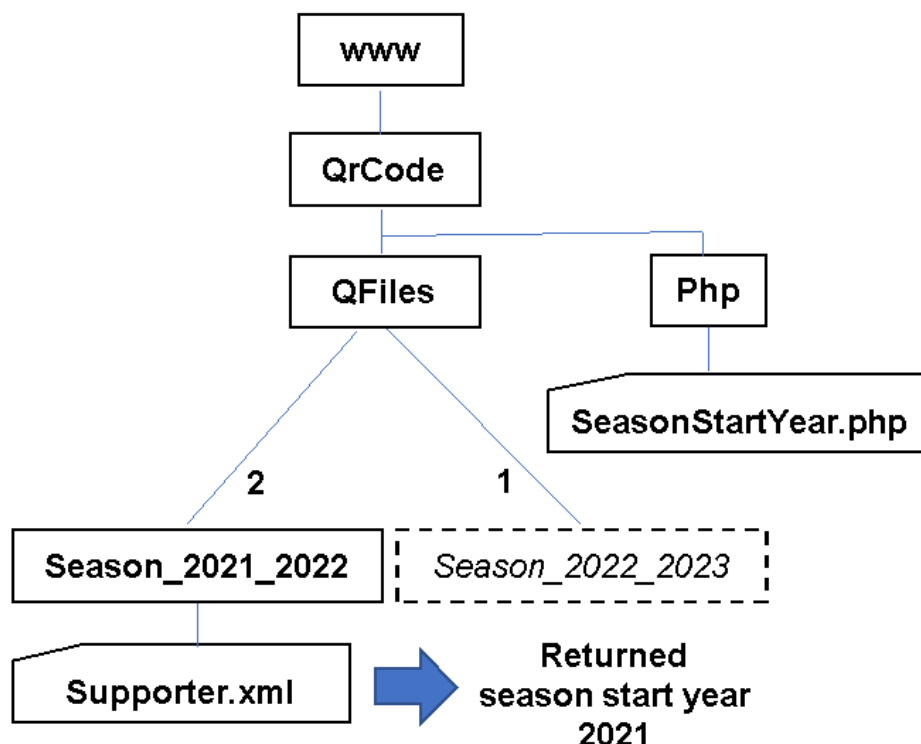 www
QrCode
QFiles
Php
SeasonStartYear.php
2
1
Season_2021_2022
Season_2022_2023
Supporter.xml
Returned
season start year
2021